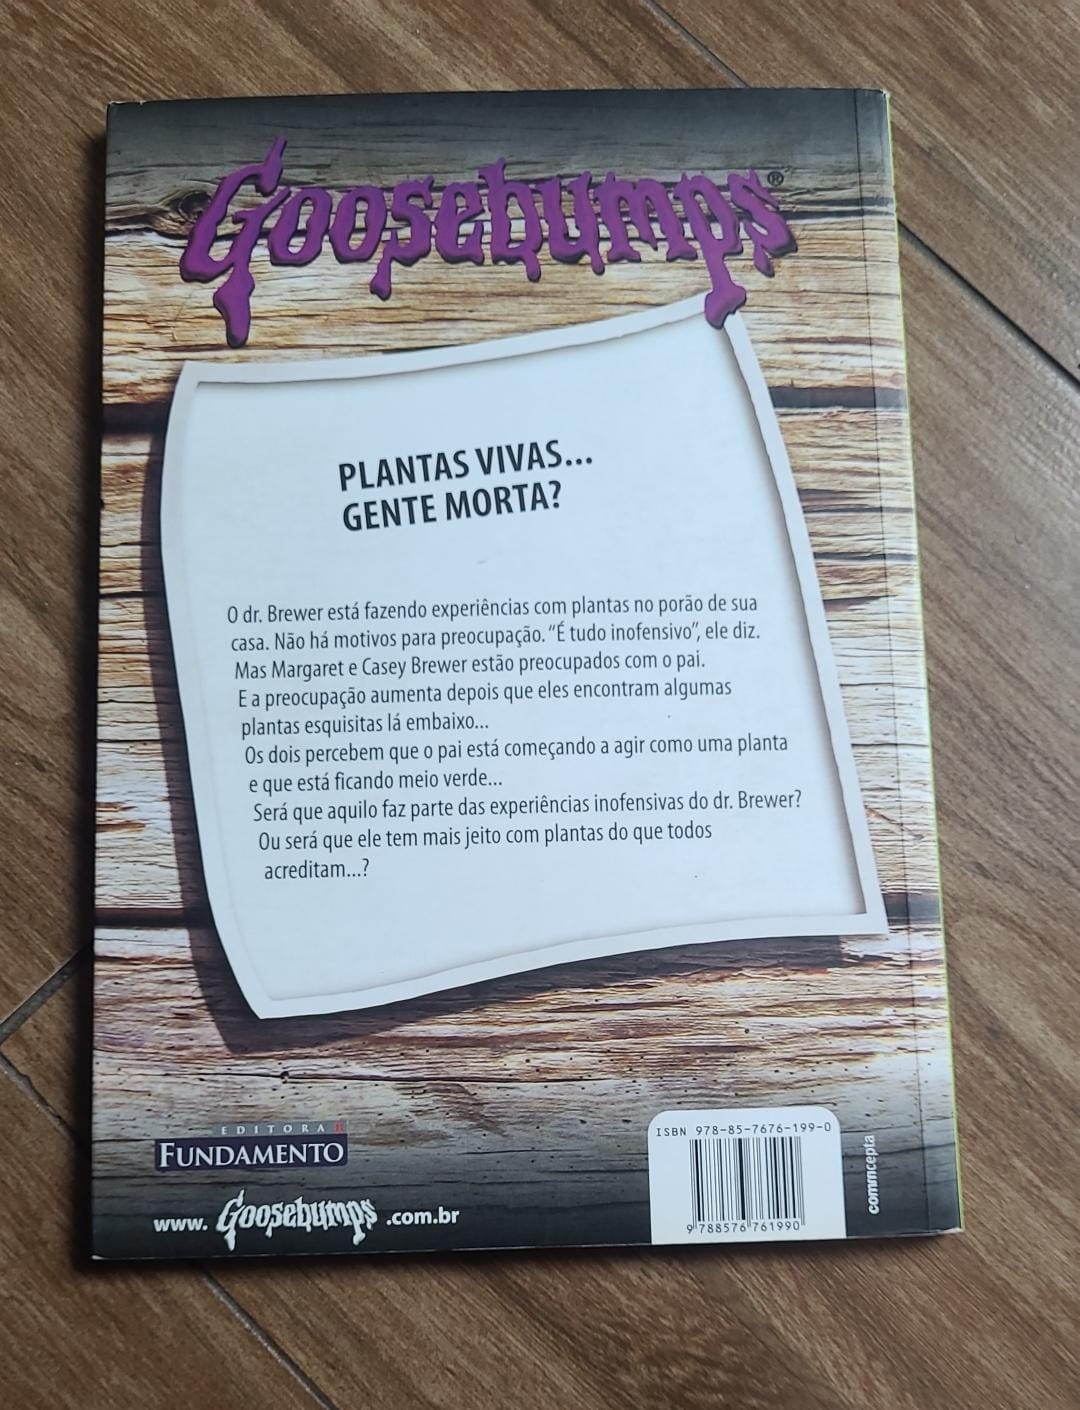 Goosebumps®
PLANTAS VIVAS...
GENTE MORTA?
O dr. Brewer está fazendo experiências com plantas no porão de sua
casa. Não há motivos para preocupação. “É tudo inofensivo”, ele diz.
Mas Margaret e Casey Brewer estão preocupados com o pai.
E a preocupação aumenta depois que eles encontram algumas
plantas esquisitas lá embaixo...
Os dois percebem que o pai está começando a agir como uma planta
e que está ficando meio verde...
Será que aquilo faz parte das experiências inofensivas do dr. Brewer?
Ou será que ele tem mais jeito com plantas do que todos
acreditam...?
EDITORA
FUNDAMENTO
www.Goosebumps.com.br
ISBN 978-85-7676-199-0
9 788576 761990
commcepta